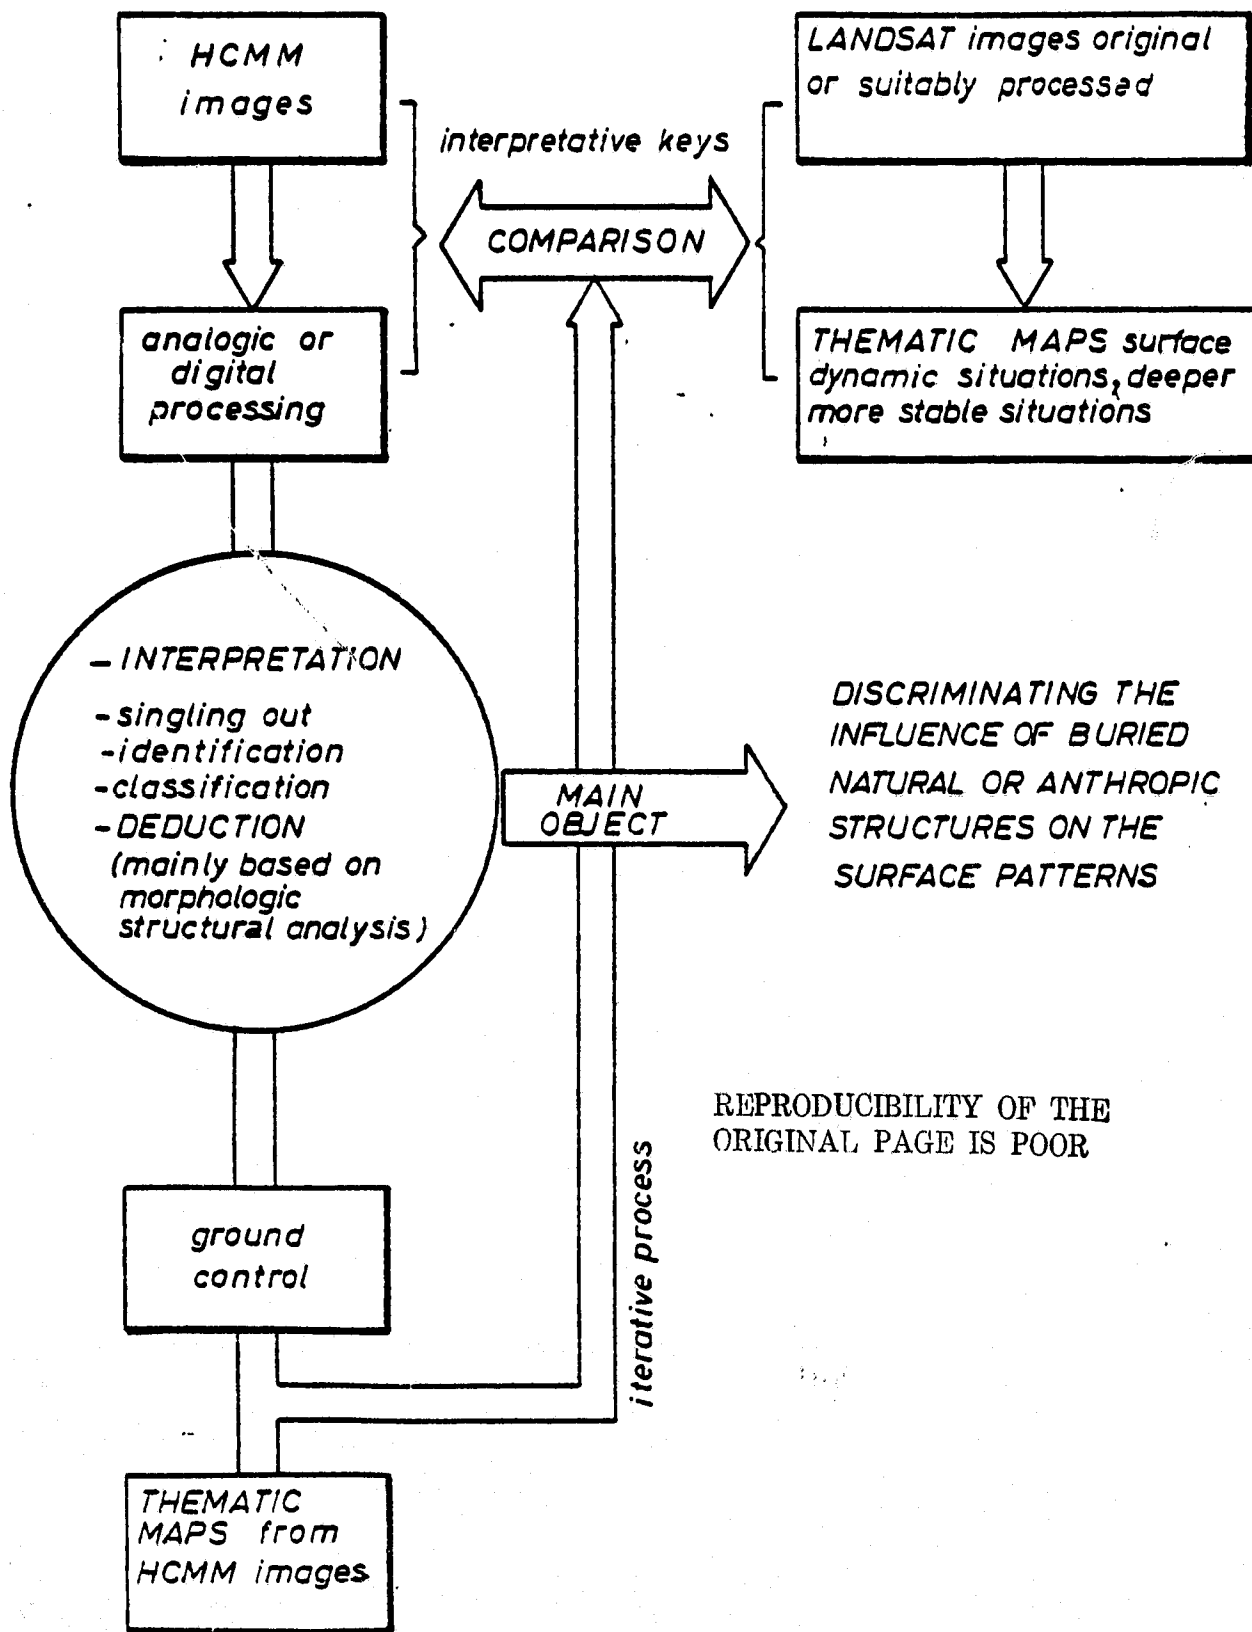 HCMM
images
LANDSAT images original
or suitably processed
interpretative keys
COMPARISON
analogic or
digital
processing
THEMATIC MAPS surface
dynamic situations, deeper
more stable situations
- INTERPRETATION
- singling out
- identification
- classification
- DEDUCTION
(mainly based on
morphologic
structural analysis)
MAIN
OBJECT
DISCRIMINATING THE
INFLUENCE OF BURIED
NATURAL OR ANTHROPIC
STRUCTURES ON THE
SURFACE PATTERNS
REPRODUCIBILITY OF THE
ORIGINAL PAGE IS POOR
iterative process
ground
control
THEMATIC
MAPS from
HCMM images